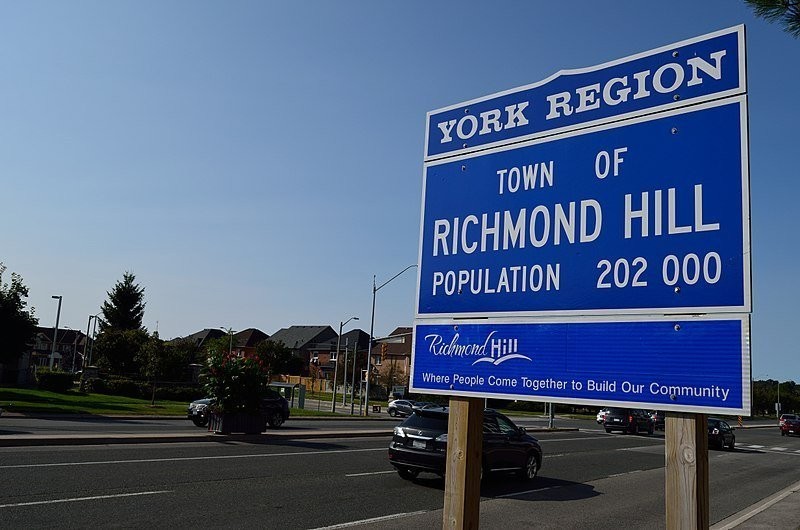 YORK REGION
TOWN OF
RICHMOND HILL
POPULATION 202 000
Richmond Hill
Where People Come Together to Build Our Community